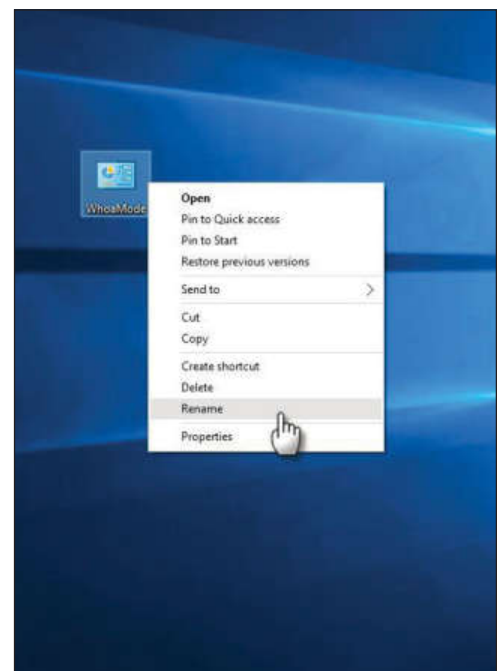 WhoaMode
Open
Pin to Quick access
Pin to Start
Restore previous versions
Send to
Cut
Copy
Create shortcut
Delete
Rename
Properties